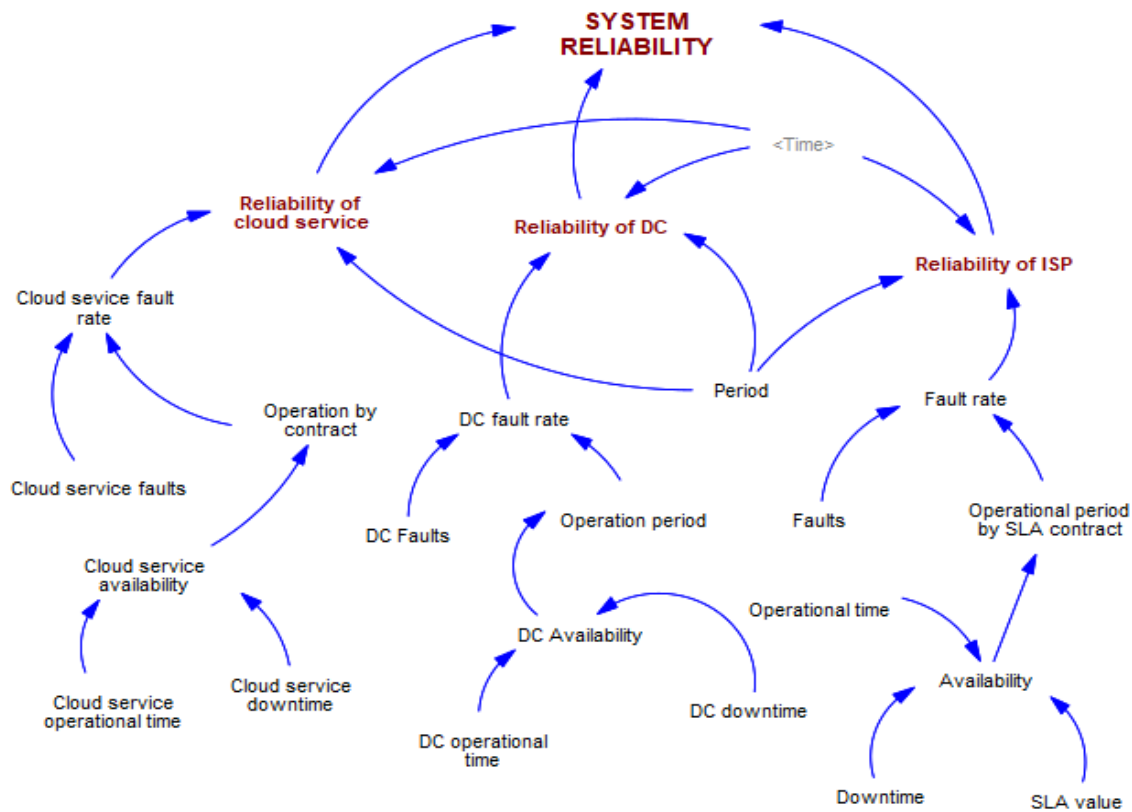 SYSTEM
RELIABILITY
<Time>
Reliability of
cloud service
Reliability of DC
Reliability of ISP
Cloud sevice fault
rate
Period
Fault rate
Operation by
contract
DC fault rate
Cloud service faults
DC Faults
Operation period
Faults
Operational period
by SLA contract
Cloud service
availability
Operational time
DC Availability
Availability
Cloud service
operational time
Cloud service
downtime
DC operational
time
DC downtime
Downtime
SLA value